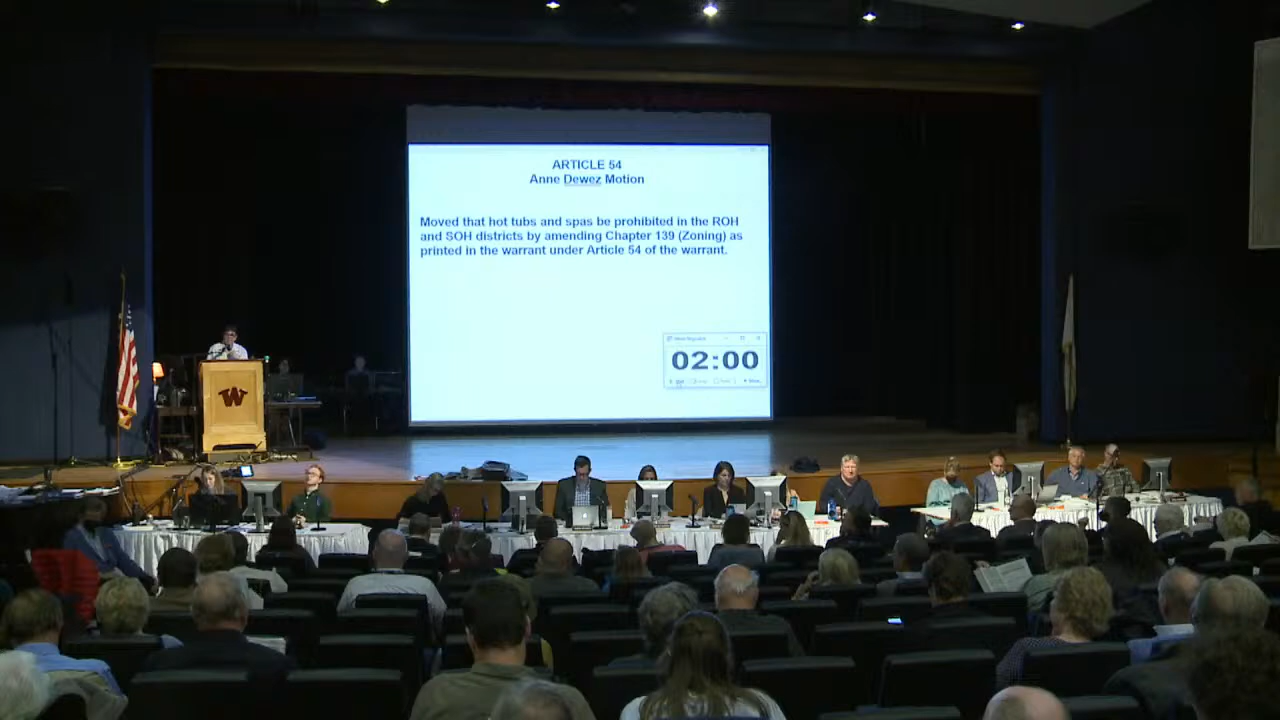 ARTICLE 54
Anne Dewez Motion
Moved that hot tubs and spas be prohibited in the ROH
and SOH districts by amending Chapter 139 (Zoning) as
printed in the warrant under Article 54 of the warrant.
02:00
W